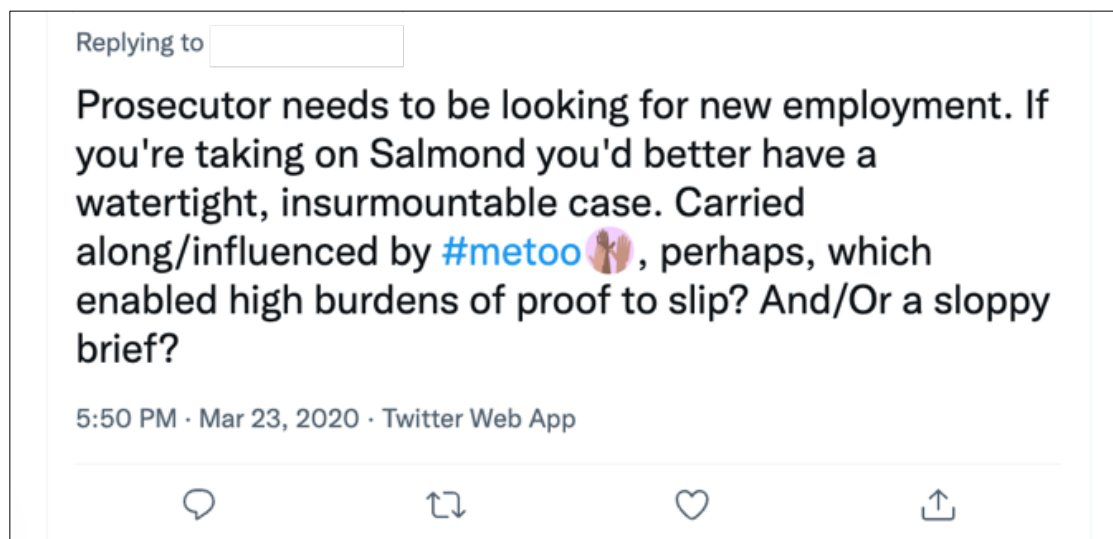 Replying to
Prosecutor needs to be looking for new employment. If
you're taking on Salmond you'd better have a
watertight, insurmountable case. Carried
along/influenced by #metoo, perhaps, which
enabled high burdens of proof to slip? And/Or a sloppy
brief?
5:50 PM · Mar 23, 2020 · Twitter Web App